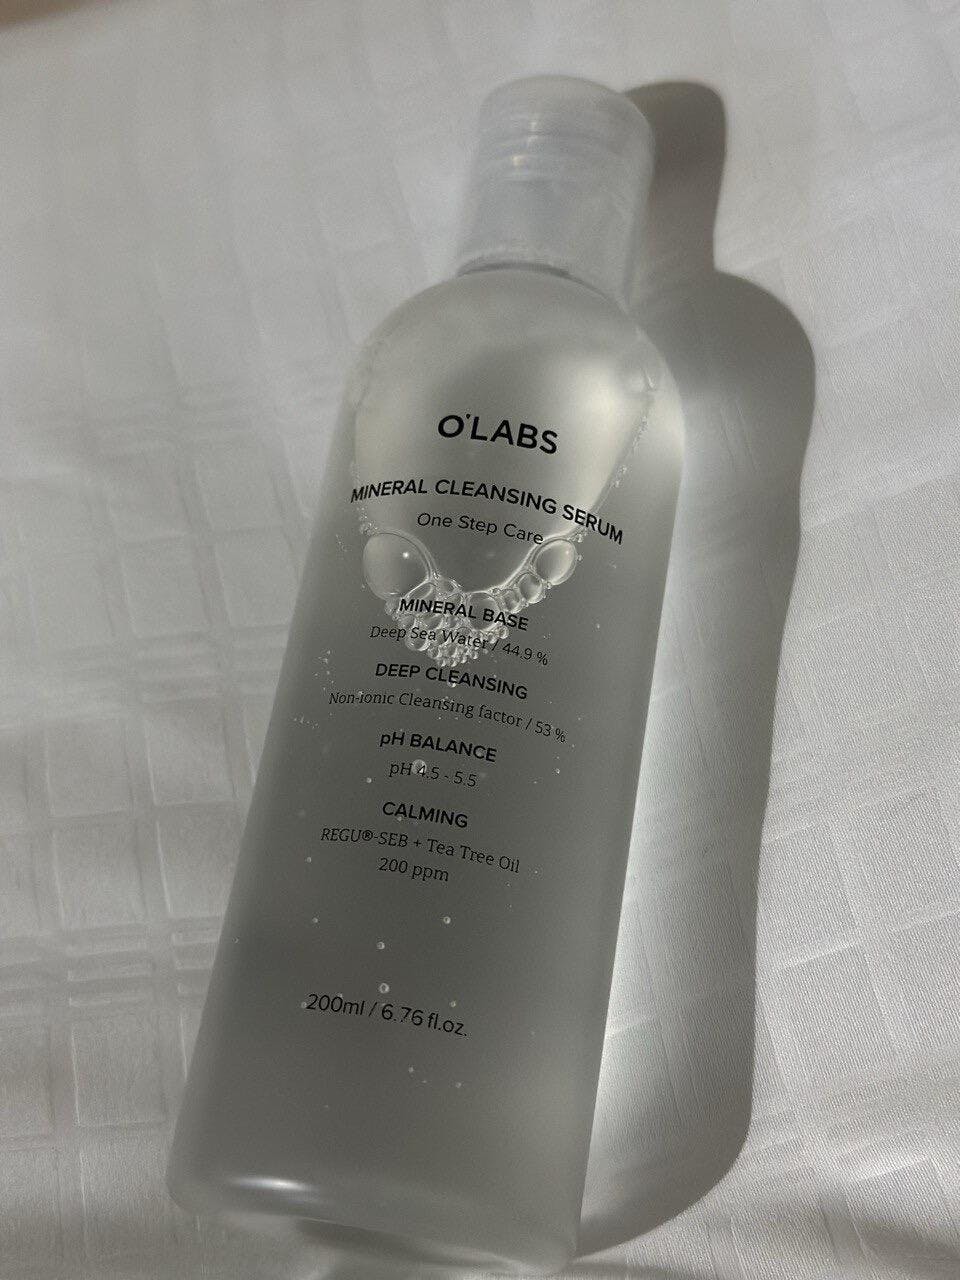 O'LABS
MINERAL CLEANSING SERUM
One Step Care
MINERAL BASE
Deep Sea Water / 44.9 %
DEEP CLEANSING
Non-ionic Cleansing factor / 53 %
pH BALANCE
pH 4.5 - 5.5
CALMING
REGU®-SEB + Tea Tree Oil
200 ppm
200ml / 6.76 fl.oz.